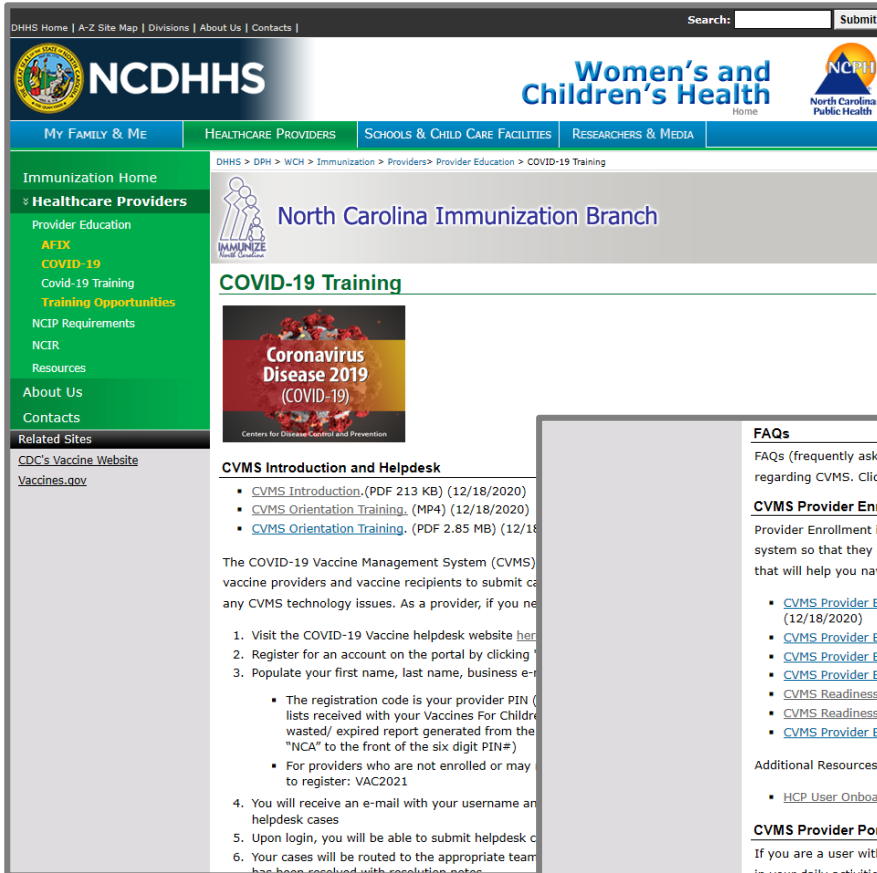 DHHS Home | A-Z Site Map | Divisions | About Us | Contacts |
Search:
Submit
NCDHHS
Women's and
Children's Health
Home
NCPH
North Carolina
Public Health
MY FAMILY & ME
HEALTHCARE PROVIDERS
SCHOOLS & CHILD CARE FACILITIES
RESEARCHERS & MEDIA
DHHS > DPH > WCH > Immunization > Providers> Provider Education > COVID-19 Training
Immunization Home
Healthcare Providers
Provider Education
AFIX
COVID-19
Covid-19 Training
Training Opportunities
NCIP Requirements
NCIR
Resources
About Us
Contacts
Related Sites
CDC's Vaccine Website
Vaccines.gov
IMMUNIZE
North Carolina
North Carolina Immunization Branch
COVID-19 Training
Coronavirus
Disease 2019
(COVID-19)
Centers for Disease Control and Prevention
CVMS Introduction and Helpdesk
▪ CVMS Introduction.(PDF 213 KB) (12/18/2020)
▪ CVMS Orientation Training. (MP4) (12/18/2020)
▪ CVMS Orientation Training. (PDF 2.85 MB) (12/18
The COVID-19 Vaccine Management System (CVMS)
vaccine providers and vaccine recipients to submit ca
any CVMS technology issues. As a provider, if you ne
1. Visit the COVID-19 Vaccine helpdesk website her
2. Register for an account on the portal by clicking "
3. Populate your first name, last name, business e-m
▪ The registration code is your provider PIN (
lists received with your Vaccines For Childre
wasted/ expired report generated from the
"NCA" to the front of the six digit PIN#)
▪ For providers who are not enrolled or may
to register: VAC2021
4. You will receive an e-mail with your username an
helpdesk cases
5. Upon login, you will be able to submit helpdesk c
6. Your cases will be routed to the appropriate team
has been resolved with resolution notes
FAQs
FAQs (frequently ask
regarding CVMS. Clic
CVMS Provider Enr
Provider Enrollment i
system so that they
that will help you nav
▪ CVMS Provider E
(12/18/2020)
▪ CVMS Provider E
▪ CVMS Provider E
▪ CVMS Provider E
▪ CVMS Readiness
▪ CVMS Readiness
▪ CVMS Provider E
Additional Resources
▪ HCP User Onboa
CVMS Provider Por
If you are a user with
in your daily activitie